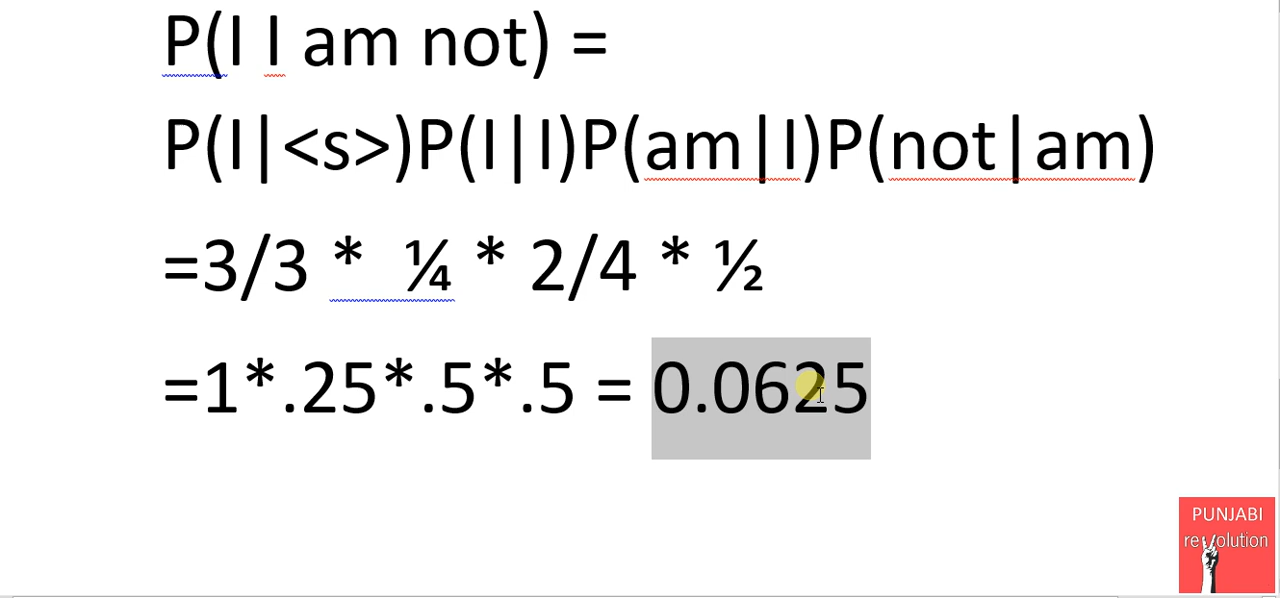 P(I I am not) =
P(I|<s>)P(I|I)P(am|I)P(not|am)
=3/3 * ¼ * 2/4 * ½
=1*.25*.5*.5 = 0.0625
PUNJABI
revolution